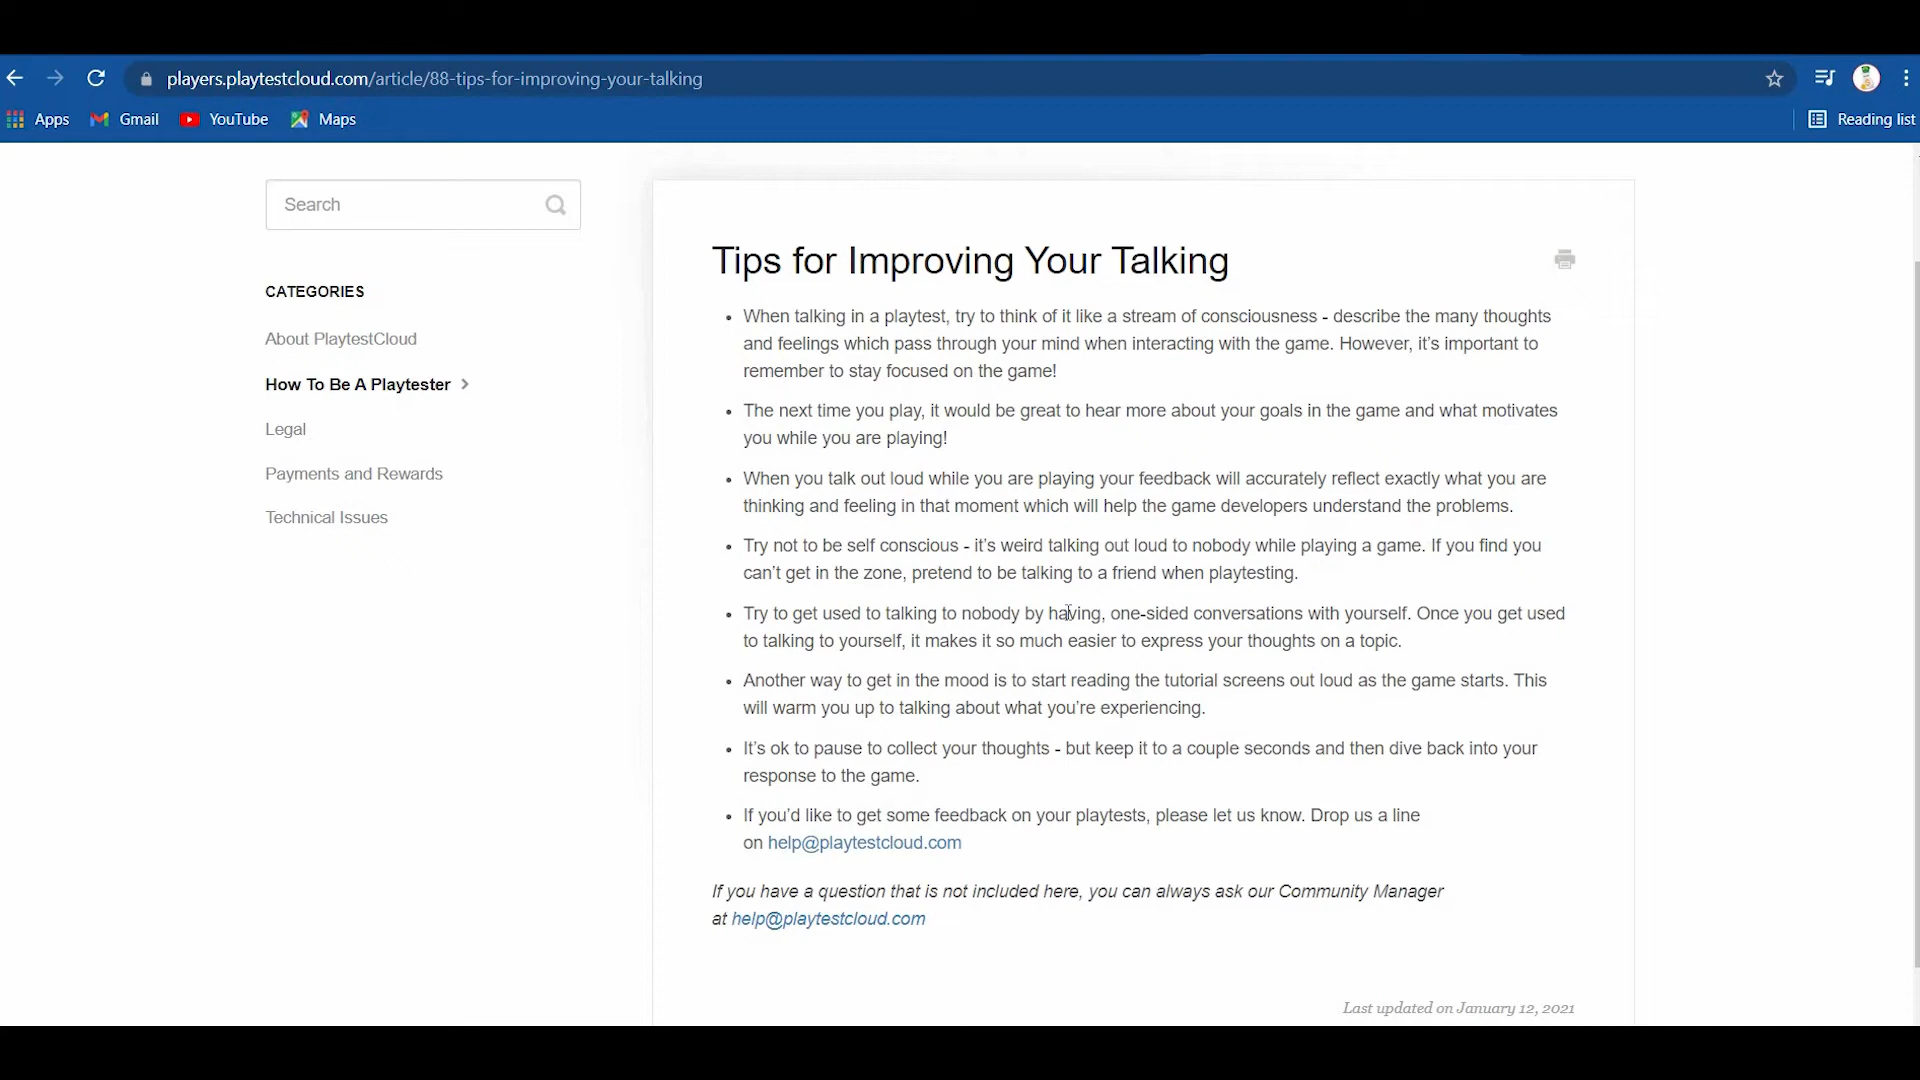 players.playtestcloud.com/article/88-tips-for-improving-your-talking
Apps Gmail YouTube Maps Reading list
Search
CATEGORIES
About PlaytestCloud
How To Be A Playtester
Legal
Payments and Rewards
Technical Issues
Tips for Improving Your Talking
• When talking in a playtest, try to think of it like a stream of consciousness - describe the many thoughts
and feelings which pass through your mind when interacting with the game. However, it’s important to
remember to stay focused on the game!
• The next time you play, it would be great to hear more about your goals in the game and what motivates
you while you are playing!
• When you talk out loud while you are playing your feedback will accurately reflect exactly what you are
thinking and feeling in that moment which will help the game developers understand the problems.
• Try not to be self conscious - it’s weird talking out loud to nobody while playing a game. If you find you
can’t get in the zone, pretend to be talking to a friend when playtesting.
• Try to get used to talking to nobody by having, one-sided conversations with yourself. Once you get used
to talking to yourself, it makes it so much easier to express your thoughts on a topic.
• Another way to get in the mood is to start reading the tutorial screens out loud as the game starts. This
will warm you up to talking about what you’re experiencing.
• It’s ok to pause to collect your thoughts - but keep it to a couple seconds and then dive back into your
response to the game.
• If you’d like to get some feedback on your playtests, please let us know. Drop us a line
on help@playtestcloud.com
If you have a question that is not included here, you can always ask our Community Manager
at help@playtestcloud.com
Last updated on January 12, 2021